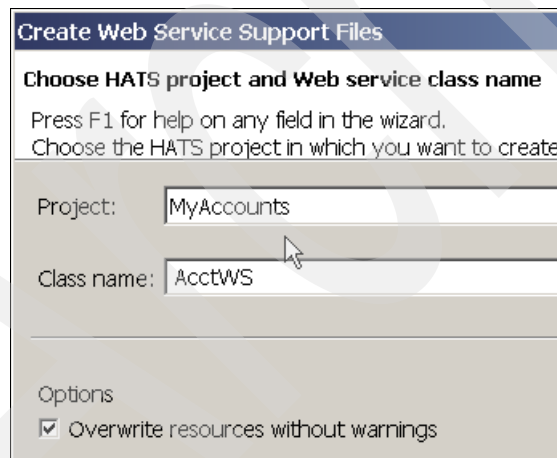 Create Web Service Support Files
Choose HATS project and Web service class name
Press F1 for help on any field in the wizard.
Choose the HATS project in which you want to create
Project: MyAccounts
Class name: AcctWS
Options
Overwrite resources without warnings